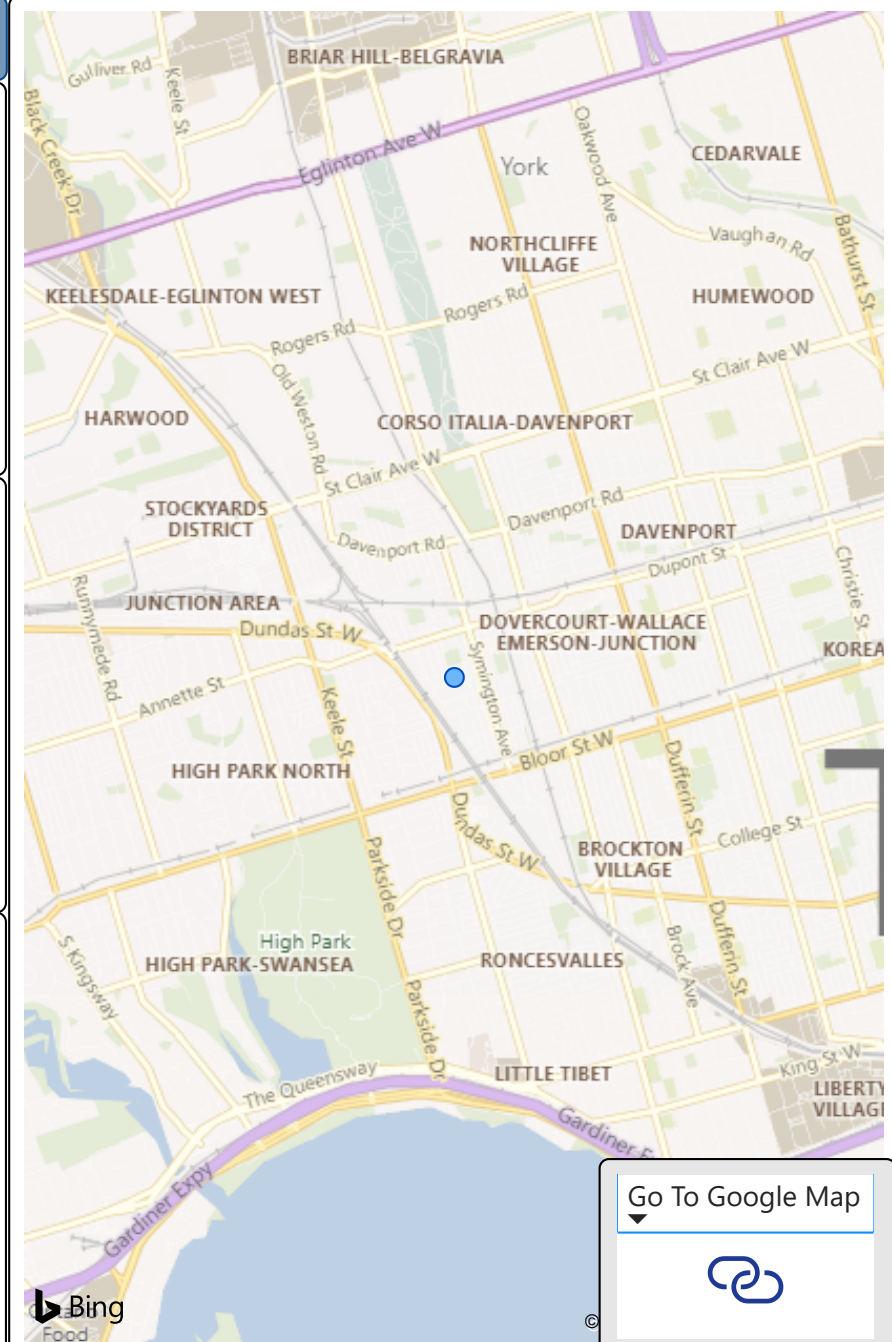 BRIAR HILL-BELGRAVIA
Gulliver Rd
Keele St
Black Creek Dr
Eglinton Ave W
Oakwood Ave
York
CEDARVALE
Vaughan Rd
Bathurst St
NORTHCLIFFE
VILLAGE
KEELESDALE-EGLINTON WEST
HUMEWOOD
Rogers Rd
Rogers Rd
St Clair Ave W
Old Weston Rd
HARWOOD
CORSO ITALIA-DAVENPORT
St Clair Ave W
STOCKYARDS
DISTRICT
Davenport Rd
Davenport Rd
DAVENPORT
Dupont St
Christie St
Runnymede Rd
JUNCTION AREA
Dundas St W
DOVERCOURT-WALLACE
EMERSON-JUNCTION
KOREA
Symington Ave
Annette St
Keele St
Bloor St W
HIGH PARK NORTH
Dufferin St
T
Dundas St W
College St
Parkside Dr
BROCKTON
VILLAGE
High Park
HIGH PARK-SWANSEA
S Kingsway
RONCESVALLES
Brock Ave
Dufferin St
Parkside Dr
The Queensway
LITTLE TIBET
King St W
LIBERTY
VILLAG
Gardiner E
Gardiner Expy
Go To Google Map
Bing
©
Food